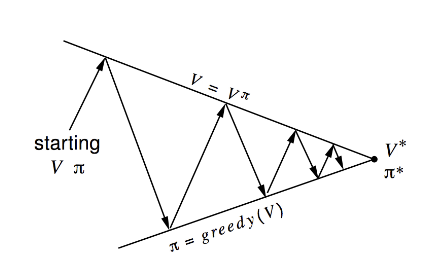 V = Vπ
starting
V π
V*
π*
π = greedy(V)